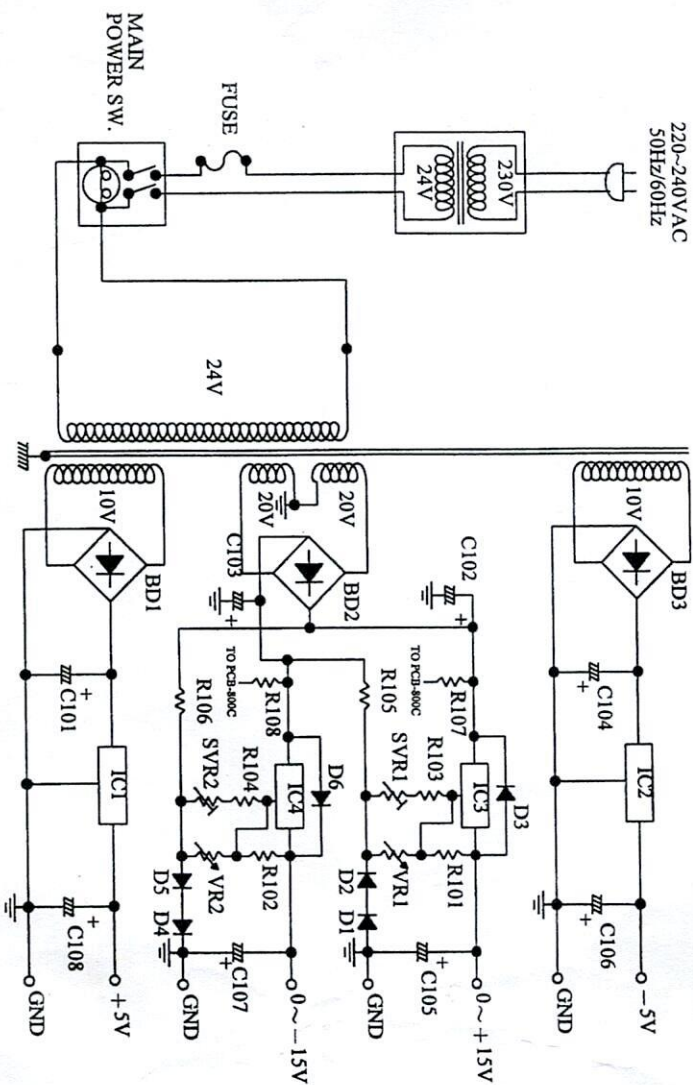 220~240VAC
50Hz/60Hz
230V
24V
FUSE
MAIN
POWER SW.
24V
10V
BD3
C104
IC2
C106
−5V
GND
20V
20V
BD2
C102
C103
TO PCB-800C
R107
IC3
D3
R105
R103
SVR1
R101
VR1
D2
D1
C105
0~+15V
GND
TO PCB-800C
R108
IC4
D6
R106
R104
SVR2
R102
VR2
D5
D4
C107
0~−15V
GND
10V
BD1
C101
IC1
C108
+5V
GND